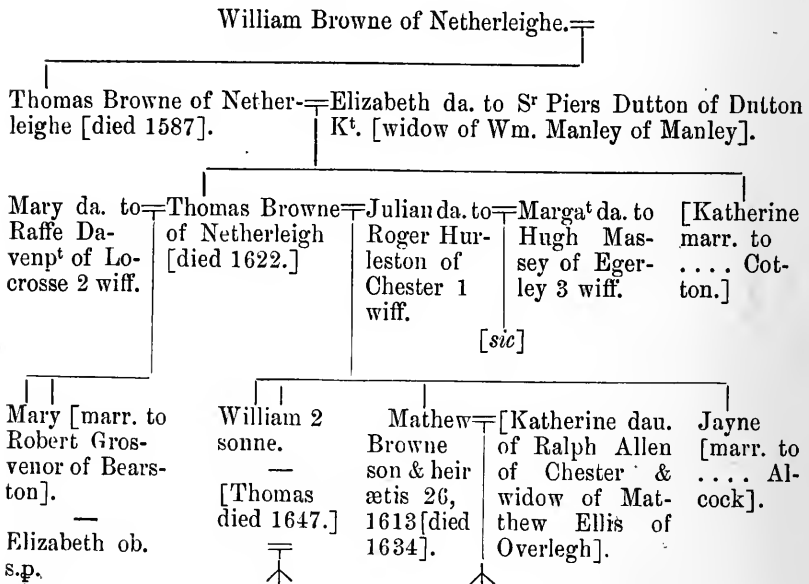 William Browne of Netherleighe.
Thomas Browne of Nether-
leighe [died 1587].
Elizabeth da. to Sr Piers Dutton of Dutton
Kt. [widow of Wm. Manley of Manley].
Mary da. to
Raffe Da-
venpt of Lo-
crosse 2 wiff.
Thomas Browne
of Netherleigh
[died 1622.]
Julian da. to
Roger Hur-
leston of
Chester 1
wiff.
Margat da. to
Hugh Mas-
sey of Eger-
ley 3 wiff.
[Katherine
marr. to
.... Cot-
ton.]
[sic]
Mary [marr. to
Robert Gros-
venor of Bears-
ton].
—
Elizabeth ob.
s.p.
William 2
sonne.
—
[Thomas
died 1647.]
Mathew
Browne
son & heir
ætis 26,
1613 [died
1634].
[Katherine dau.
of Ralph Allen
of Chester &
widow of Mat-
thew Ellis of
Overlegh].
Jayne
[marr. to
.... Al-
cock].